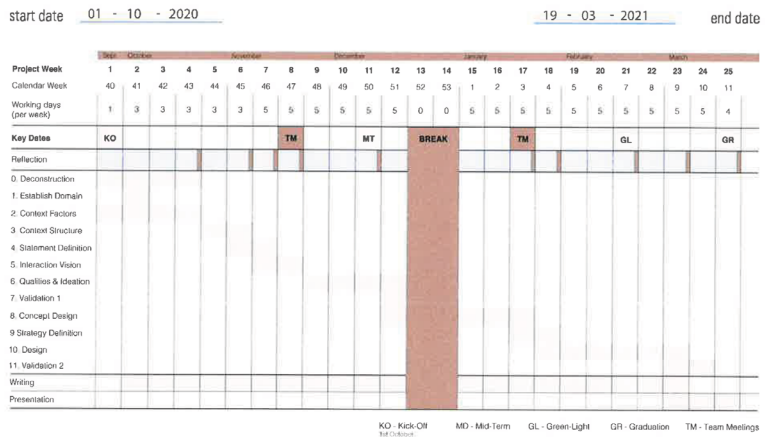 start date 01 - 10 - 2020 19 - 03 - 2021 end date
Sept October November December January February March
Project Week 1 2 3 4 5 6 7 8 9 10 11 12 13 14 15 16 17 18 19 20 21 22 23 24 25
Calendar Week 40 41 42 43 44 45 46 47 48 49 50 51 52 53 1 2 3 4 5 6 7 8 9 10 11
Working days
(per week) 1 3 3 3 3 3 5 5 5 5 5 5 0 0 5 5 5 5 5 5 5 5 5 5 4
Key Dates KO TM MT BREAK TM GL GR
Reflection
0. Deconstruction
1. Establish Domain
2. Context Factors
3. Context Structure
4. Statement Definition
5. Interaction Vision
6. Qualities & Ideation
7. Validation 1
8. Concept Design
9 Strategy Definition
10. Design
11. Validation 2
Writing
Presentation
KO - Kick-Off MD - Mid-Term GL - Green-Light GR - Graduation TM - Team Meetings
1st October